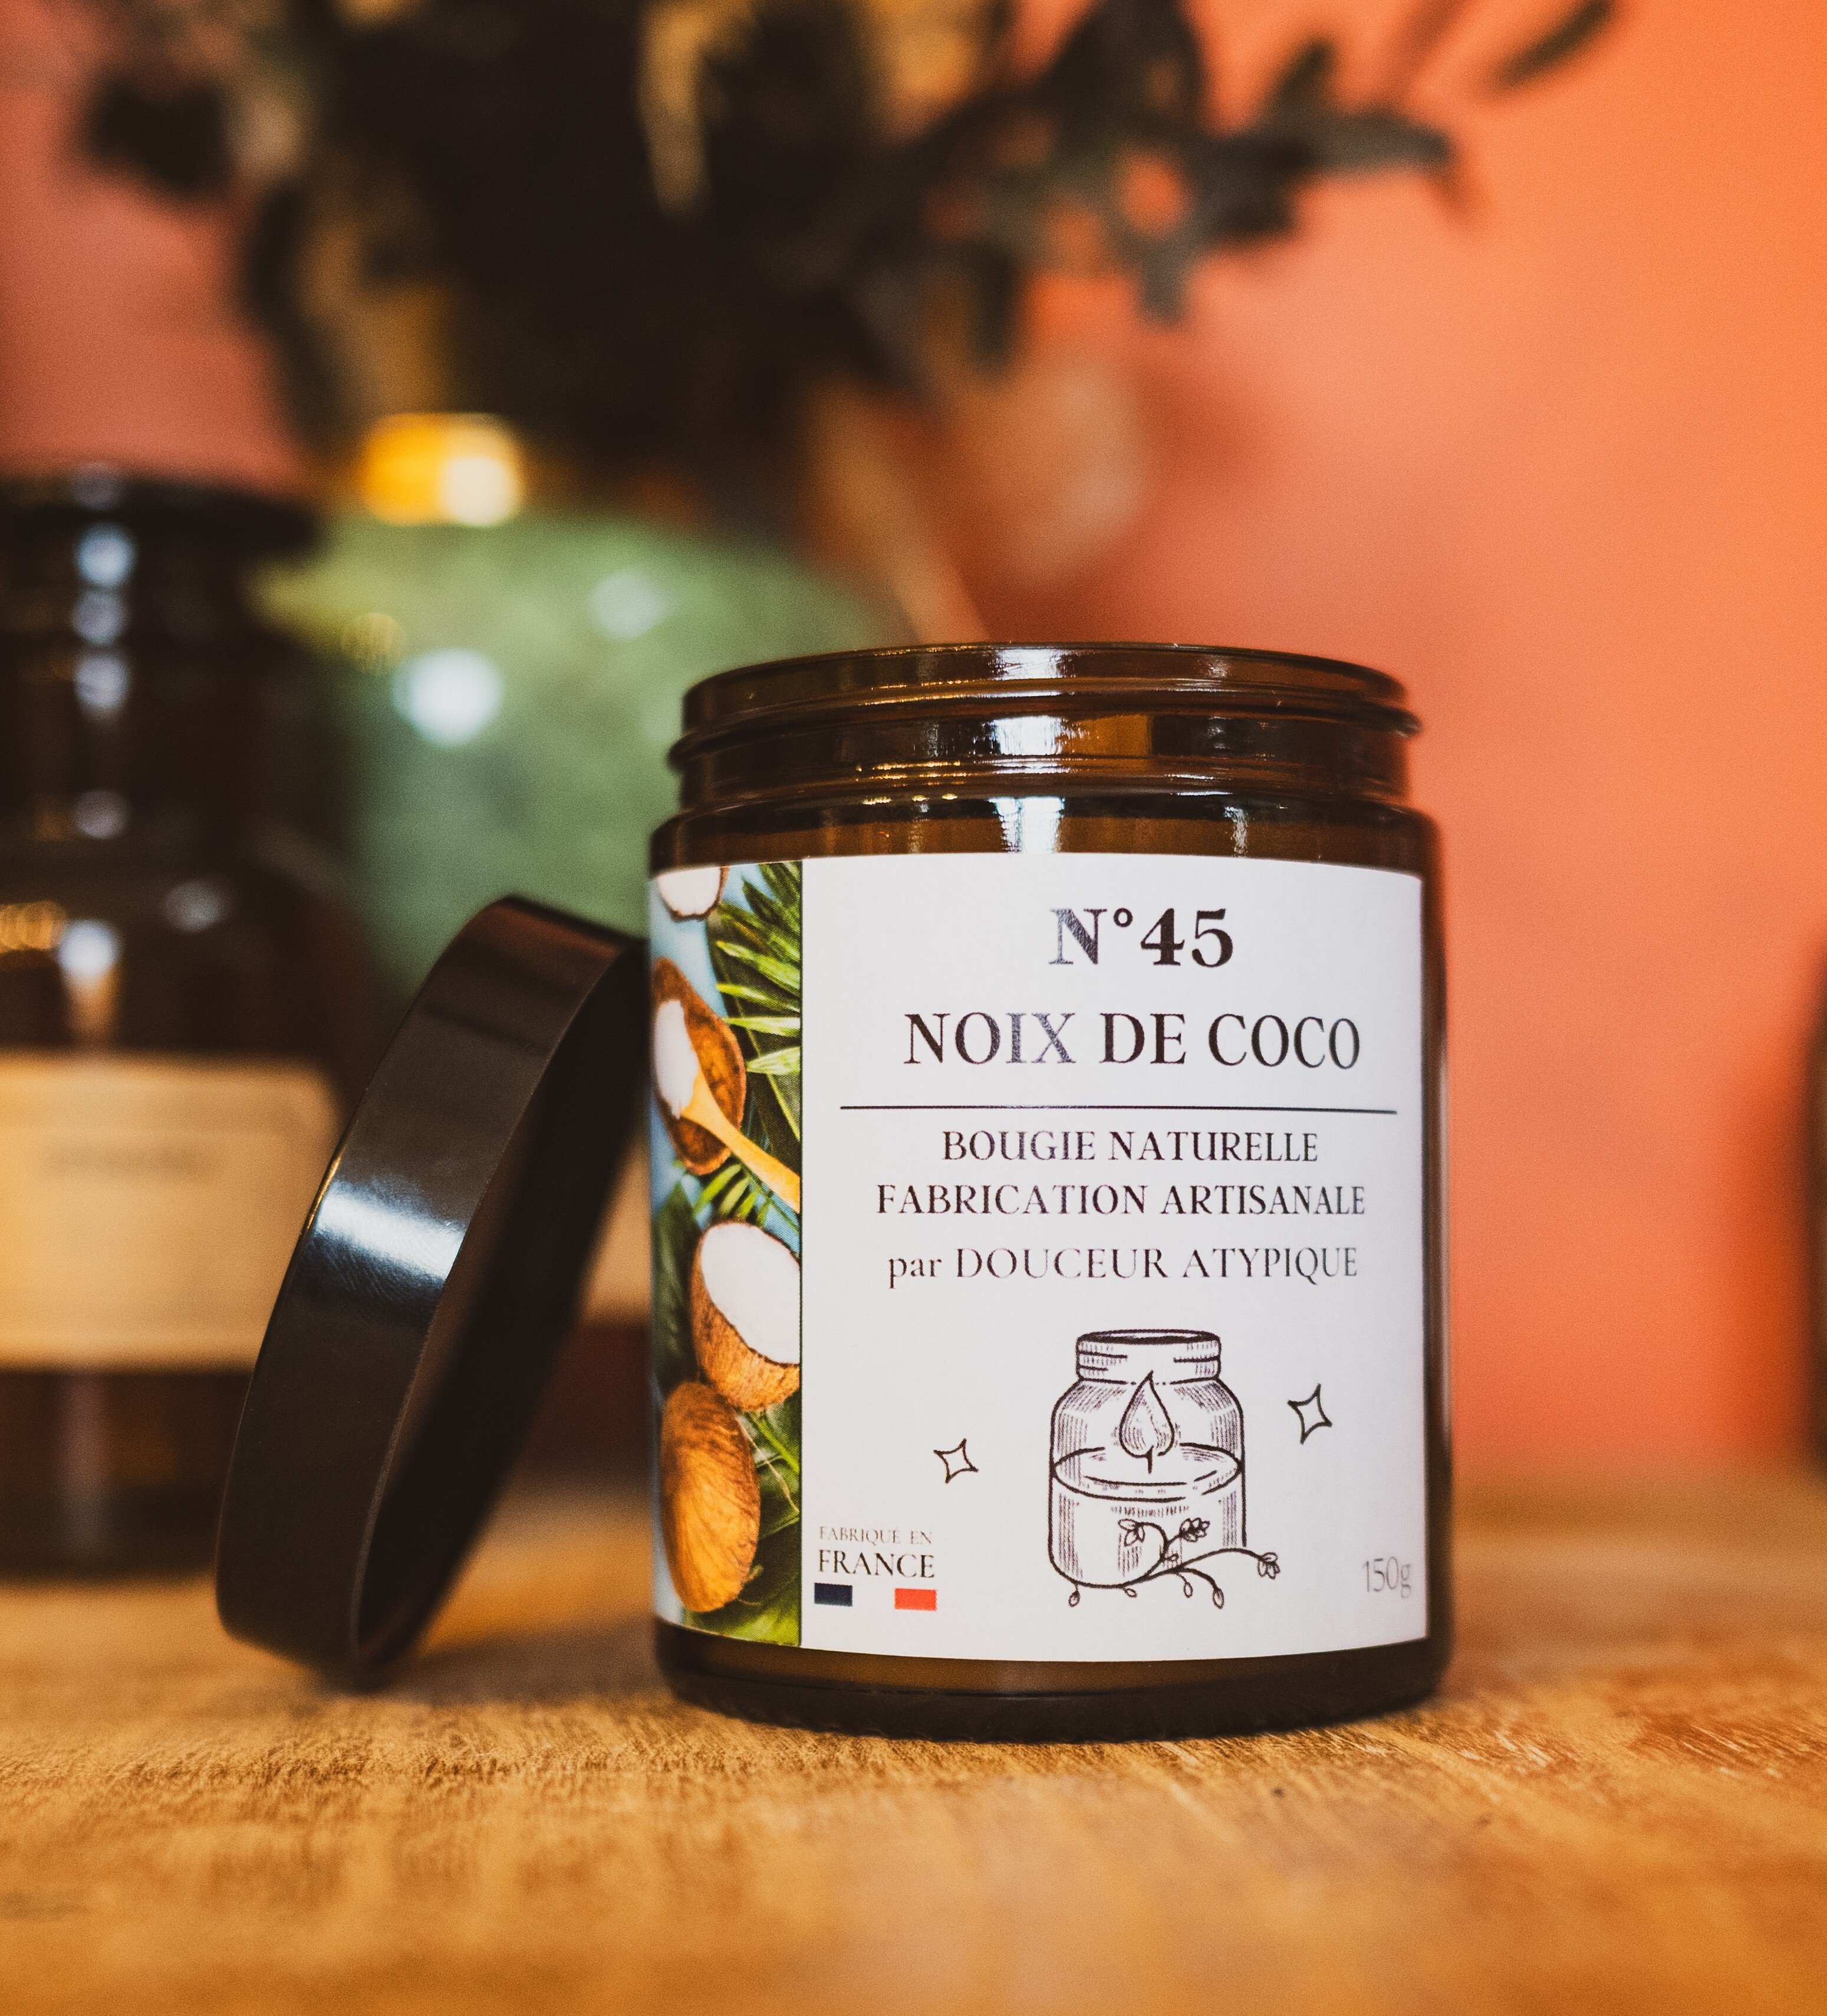 N°45
NOIX DE COCO
BOUGIE NATURELLE
FABRICATION ARTISANALE
par DOUCEUR ATYPIQUE
FABRIQUÉ EN
FRANCE
150g